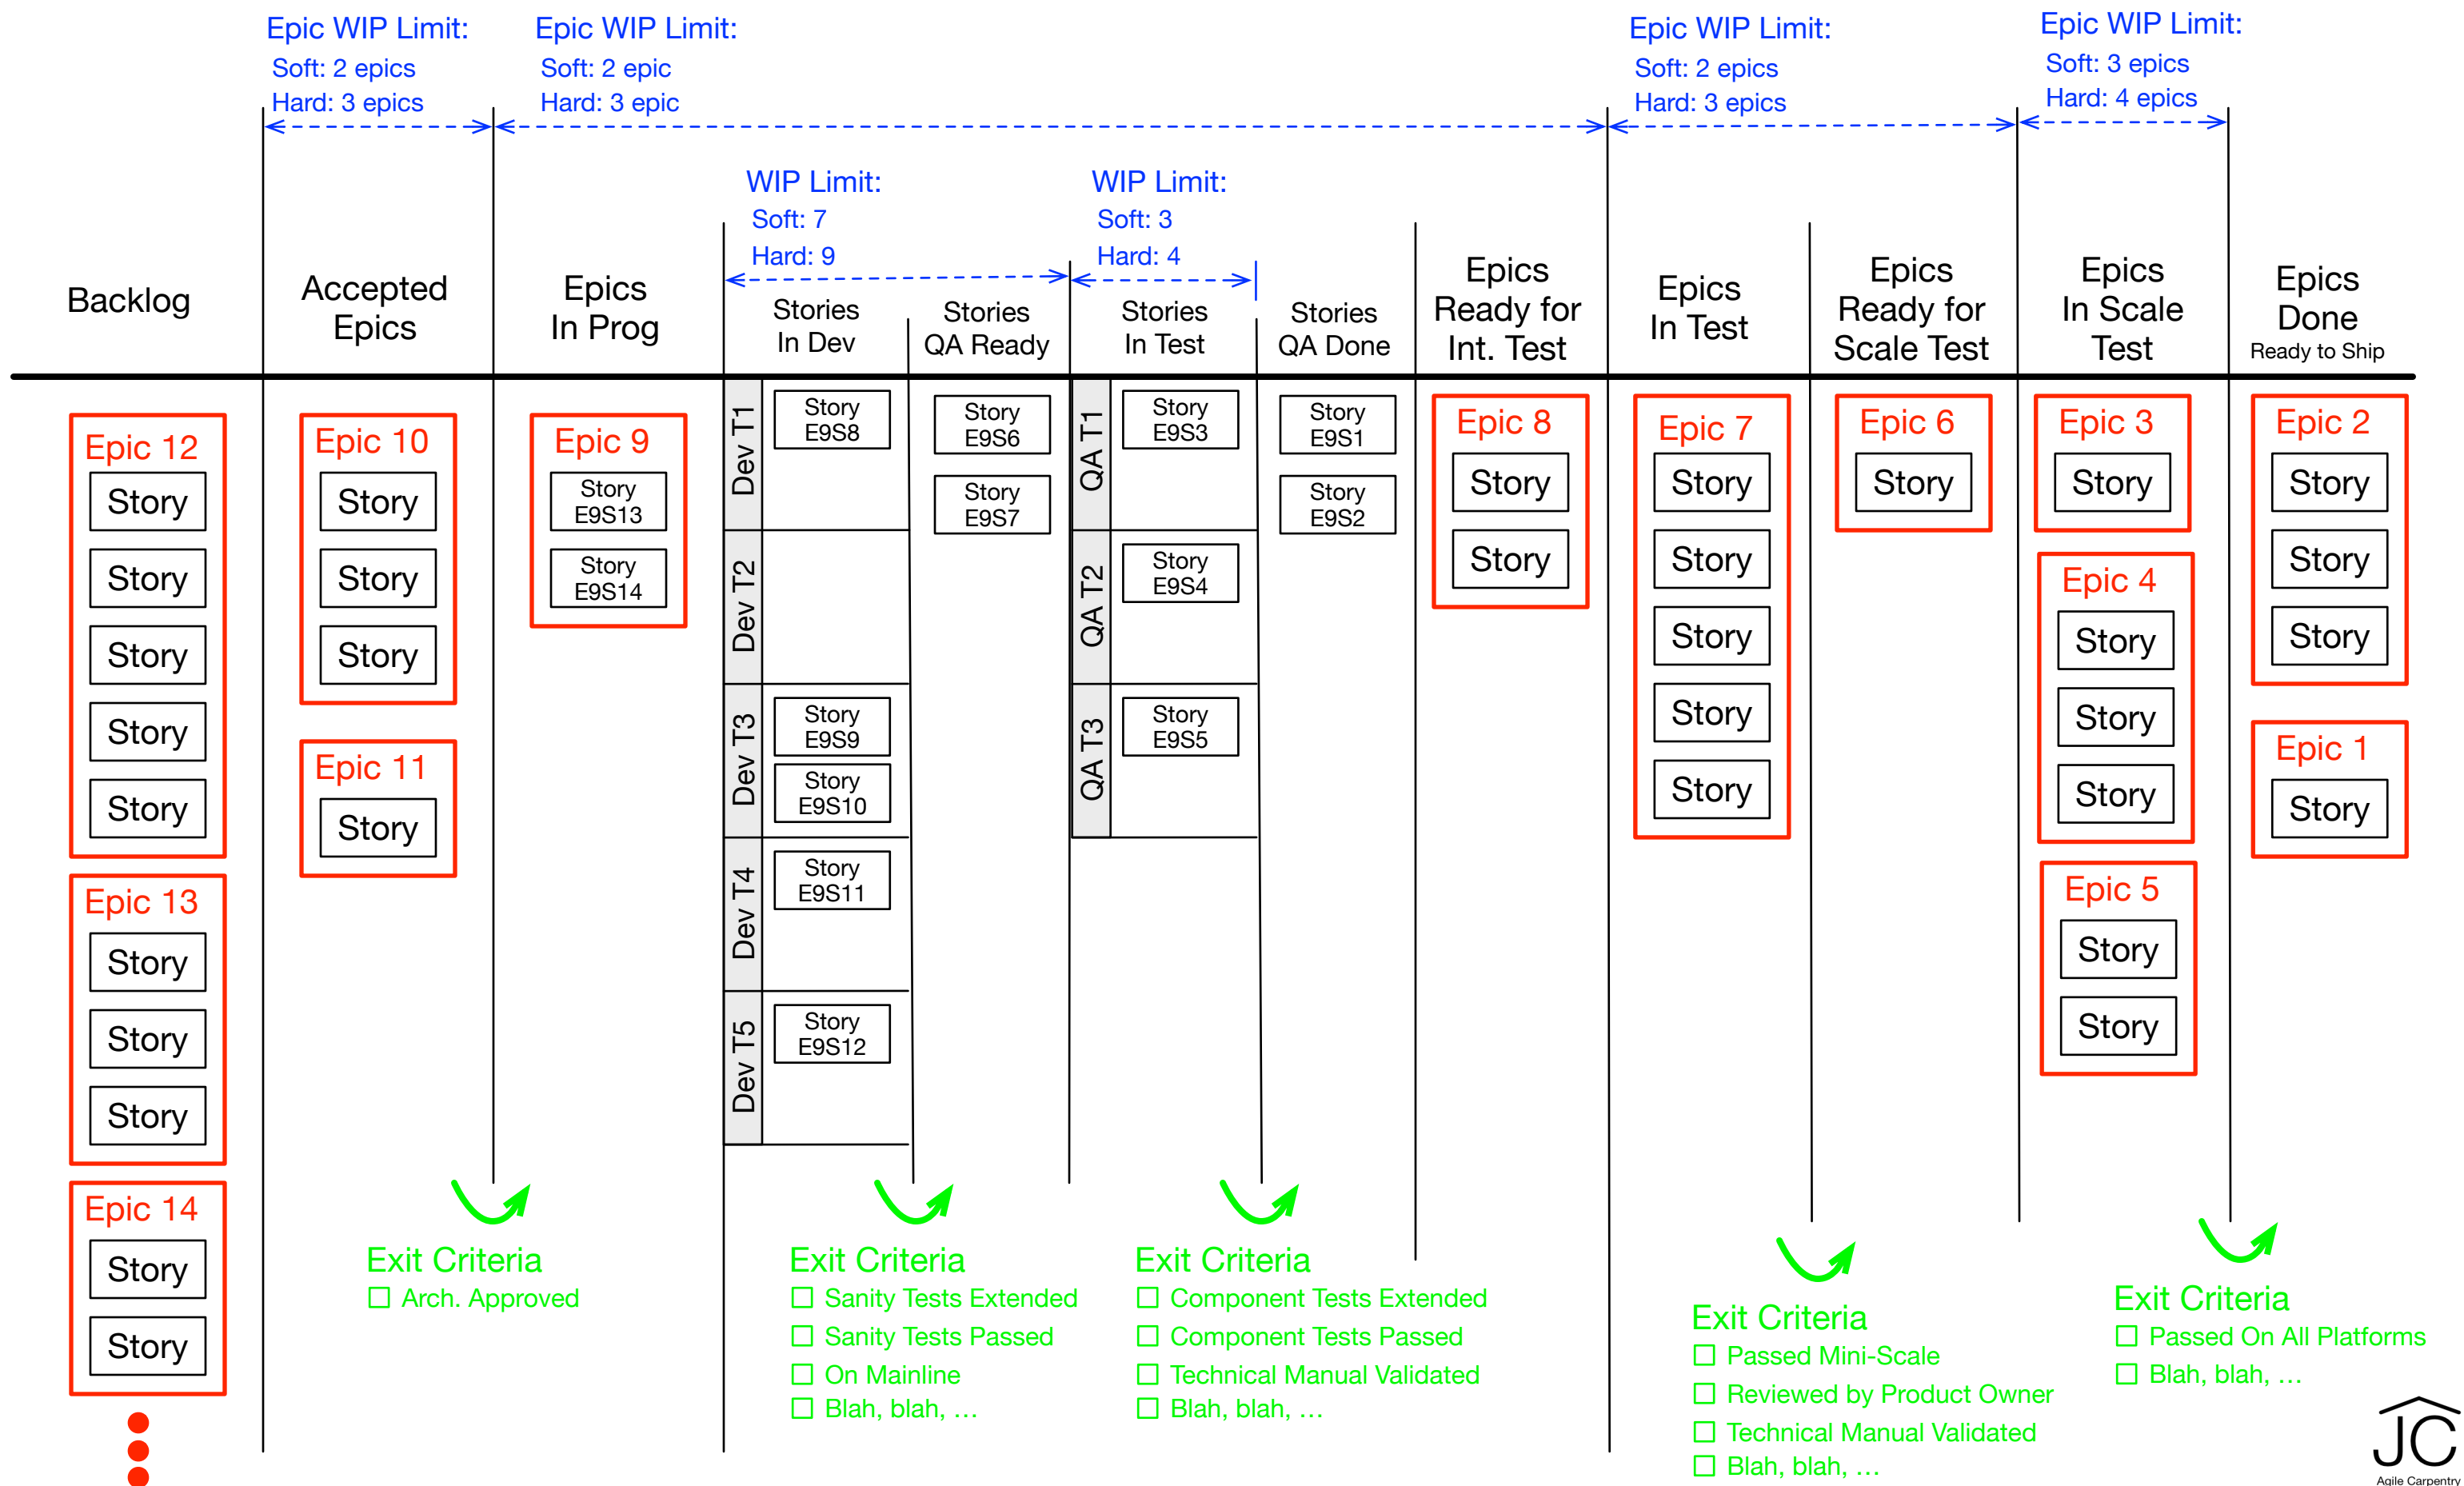 Epic WIP Limit:
Soft: 2 epics
Hard: 3 epics
Epic WIP Limit:
Soft: 2 epic
Hard: 3 epic
Epic WIP Limit:
Soft: 2 epics
Hard: 3 epics
Epic WIP Limit:
Soft: 3 epics
Hard: 4 epics
WIP Limit:
Soft: 7
Hard: 9
WIP Limit:
Soft: 3
Hard: 4
Backlog
Accepted
Epics
Epics
In Prog
Stories
In Dev
Stories
QA Ready
Stories
In Test
Stories
QA Done
Epics
Ready for
Int. Test
Epics
In Test
Epics
Ready for
Scale Test
Epics
In Scale
Test
Epics
Done
Ready to Ship
Epic 12
Story
Story
Story
Story
Story
Epic 13
Story
Story
Story
Epic 14
Story
Story
Epic 10
Story
Story
Story
Epic 11
Story
Epic 9
Story
E9S13
Story
E9S14
Dev T1
Story
E9S8
Dev T2
Dev T3
Story
E9S9
Story
E9S10
Dev T4
Story
E9S11
Dev T5
Story
E9S12
Story
E9S6
Story
E9S7
QA T1
Story
E9S3
QA T2
Story
E9S4
QA T3
Story
E9S5
Story
E9S1
Story
E9S2
Epic 8
Story
Story
Epic 7
Story
Story
Story
Story
Story
Epic 6
Story
Epic 3
Story
Epic 4
Story
Story
Story
Epic 5
Story
Story
Epic 2
Story
Story
Story
Epic 1
Story
Exit Criteria
Arch. Approved
Exit Criteria
Sanity Tests Extended
Sanity Tests Passed
On Mainline
Blah, blah, …
Exit Criteria
Component Tests Extended
Component Tests Passed
Technical Manual Validated
Blah, blah, …
Exit Criteria
Passed Mini-Scale
Reviewed by Product Owner
Technical Manual Validated
Blah, blah, …
Exit Criteria
Passed On All Platforms
Blah, blah, …
JC
Agile Carpentry